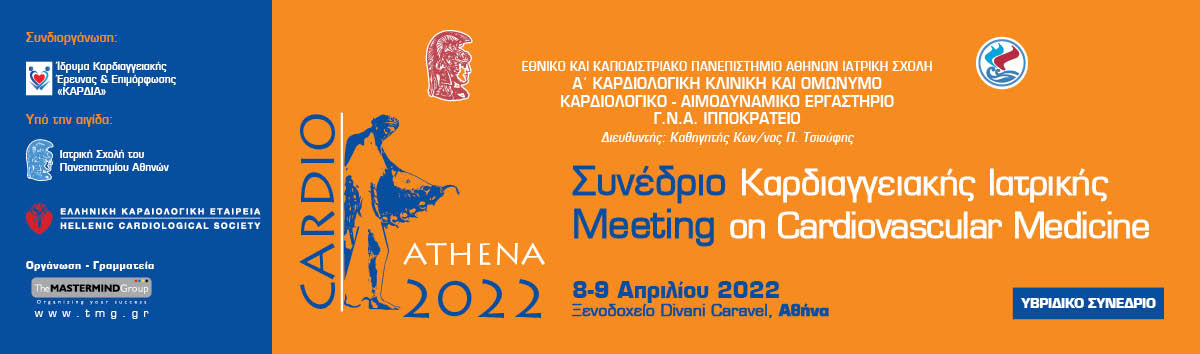 Συνδιοργάνωση:
Ίδρυμα Καρδιαγγειακής
Έρευνας & Επιμόρφωσης
«ΚΑΡΔΙΑ»
Υπό την αιγίδα:
Ιατρική Σχολή του
Πανεπιστημίου Αθηνών
ΕΛΛΗΝΙΚΗ ΚΑΡΔΙΟΛΟΓΙΚΗ ΕΤΑΙΡΕΙΑ
HELLENIC CARDIOLOGICAL SOCIETY
Οργάνωση - Γραμματεία
The MASTERMIND Group
Organizing your success
www.tmg.gr
CARDIO
ATHENA
2022
ΕΘΝΙΚΟ ΚΑΙ ΚΑΠΟΔΙΣΤΡΙΑΚΟ ΠΑΝΕΠΙΣΤΗΜΙΟ ΑΘΗΝΩΝ ΙΑΤΡΙΚΗ ΣΧΟΛΗ
Α΄ ΚΑΡΔΙΟΛΟΓΙΚΗ ΚΛΙΝΙΚΗ ΚΑΙ ΟΜΩΝΥΜΟ
ΚΑΡΔΙΟΛΟΓΙΚΟ - ΑΙΜΟΔΥΝΑΜΙΚΟ ΕΡΓΑΣΤΗΡΙΟ
Γ.Ν.Α. ΙΠΠΟΚΡΑΤΕΙΟ
Διευθυντής: Καθηγητής Κων/νος Π. Τσιούφης
Συνέδριο Καρδιαγγειακής Ιατρικής
Meeting on Cardiovascular Medicine
8-9 Απριλίου 2022
Ξενοδοχείο Divani Caravel, Αθήνα
ΥΒΡΙΔΙΚΟ ΣΥΝΕΔΡΙΟ